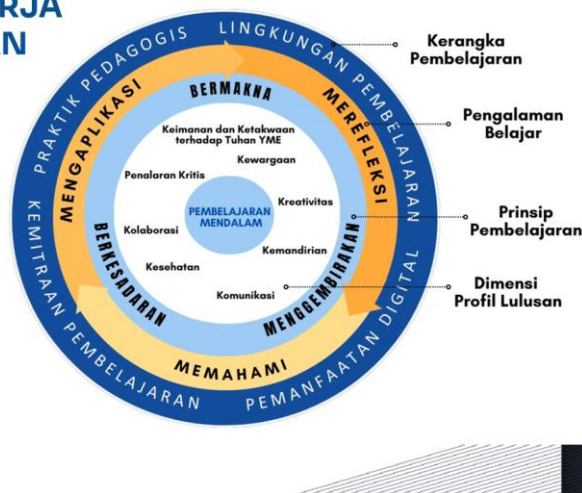 RJA
AN
PRAKTIK PEDAGOGIS
LINGKUNGAN PEMBELAJARAN
KEMITRAAN PEMBELAJARAN
PEMANFAATAN DIGITAL
MENGAPLIKASI
MEREFLEKSI
MEMAHAMI
BERMAKNA
BERKESADARAN
MENGGEMBIRAKAN
Keimanan dan Ketakwaan
terhadap Tuhan YME
Kewargaan
Penalaran Kritis
Kreativitas
PEMBELAJARAN
MENDALAM
Kolaborasi
Kemandirian
Kesehatan
Komunikasi
Kerangka
Pembelajaran
Pengalaman
Belajar
Prinsip
Pembelajaran
Dimensi
Profil Lulusan